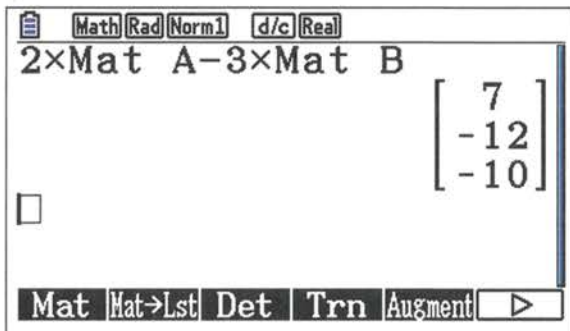 Math Rad Norm1 d/c Real
2×Mat A-3×Mat B
7
-12
-10
Mat Mat→Lst Det Trn Augment ▷